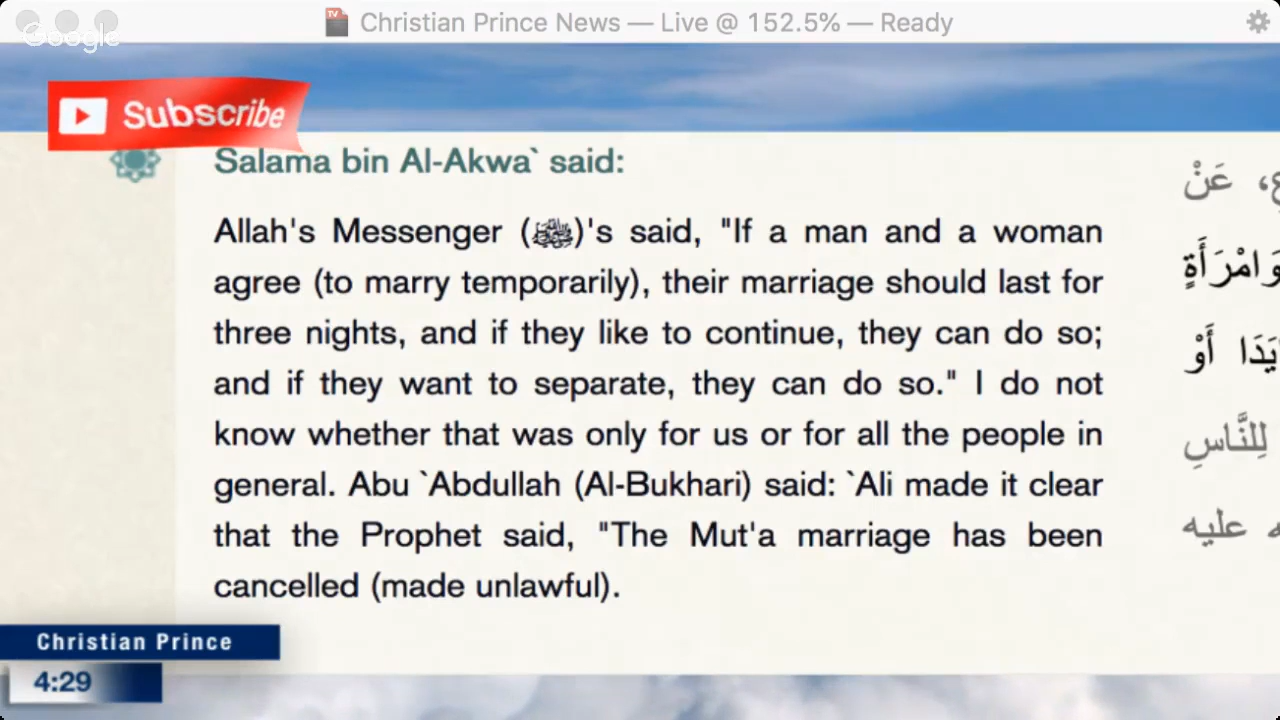 Christian Prince News — Live @ 152.5% — Ready
Google
Subscribe
Salama bin Al-Akwa` said:
Allah's Messenger (ﷺ)'s said, "If a man and a woman
agree (to marry temporarily), their marriage should last for
three nights, and if they like to continue, they can do so;
and if they want to separate, they can do so." I do not
know whether that was only for us or for all the people in
general. Abu `Abdullah (Al-Bukhari) said: `Ali made it clear
that the Prophet said, "The Mut'a marriage has been
cancelled (made unlawful).
عَنْ
وَامْرَأَةٍ
أَوْ
لِلنَّاسِ
عليه
Christian Prince
4:29